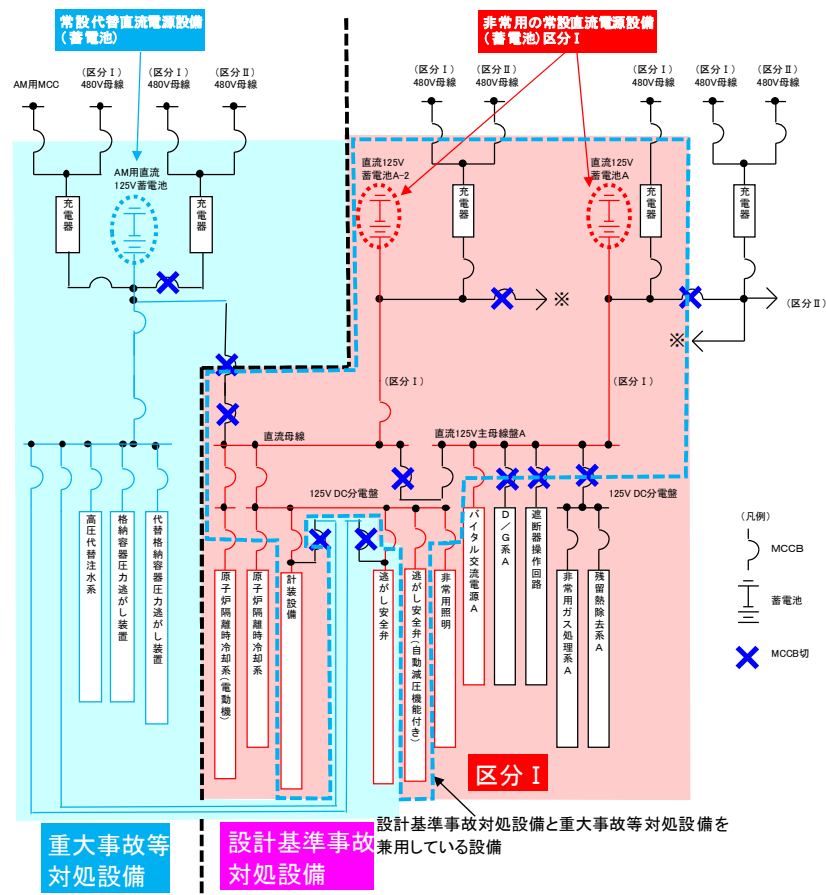 常設代替直流電源設備
(蓄電池)
非常用の常設直流電源設備
(蓄電池)区分Ⅰ
AM用MCC
(区分Ⅰ)
480V母線
(区分Ⅰ)
480V母線
(区分Ⅱ)
480V母線
(区分Ⅰ)
480V母線
(区分Ⅱ)
480V母線
(区分Ⅰ)
480V母線
(区分Ⅰ)
480V母線
(区分Ⅱ)
480V母線
AM用直流
125V蓄電池
直流125V
蓄電池A-2
直流125V
蓄電池A
充電器
充電器
充電器
充電器
充電器
※
(区分Ⅱ)
※
(区分Ⅰ)
(区分Ⅰ)
直流母線
直流125V主母線盤A
125V DC分電盤
125V DC分電盤
高圧代替注水系
格納容器圧力逃がし装置
代替格納容器圧力逃がし装置
原子炉隔離時冷却系(電動機)
原子炉隔離時冷却系
計装設備
逃がし安全弁
逃がし安全弁(自動減圧機能付き)
非常用照明
バイタル交流電源A
D/G系A
遮断器操作回路
非常用ガス処理系A
残留熱除去系A
(凡例)
MCCB
蓄電池
MCCB切
区分Ⅰ
設計基準事故対処設備と重大事故等対処設備を
兼用している設備
重大事故等
対処設備
設計基準事故
対処設備